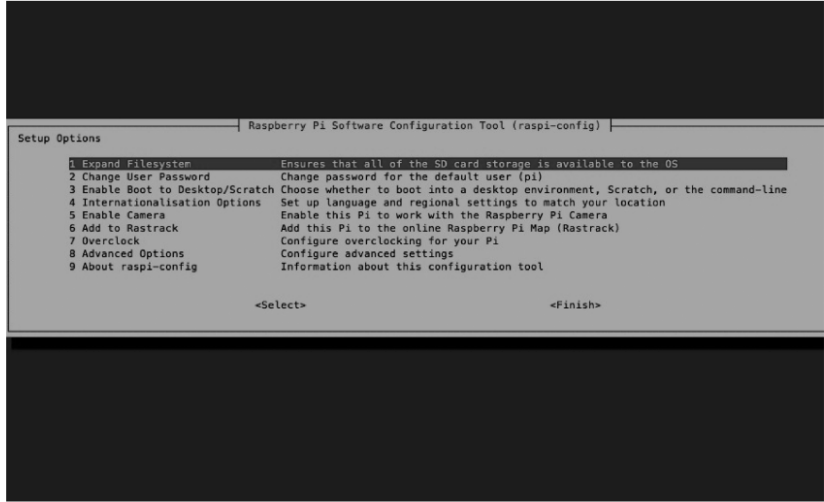 Raspberry Pi Software Configuration Tool (raspi-config)
Setup Options
1 Expand Filesystem Ensures that all of the SD card storage is available to the OS
2 Change User Password Change password for the default user (pi)
3 Enable Boot to Desktop/Scratch Choose whether to boot into a desktop environment, Scratch, or the command-line
4 Internationalisation Options Set up language and regional settings to match your location
5 Enable Camera Enable this Pi to work with the Raspberry Pi Camera
6 Add to Rastrack Add this Pi to the online Raspberry Pi Map (Rastrack)
7 Overclock Configure overclocking for your Pi
8 Advanced Options Configure advanced settings
9 About raspi-config Information about this configuration tool
<Select> <Finish>